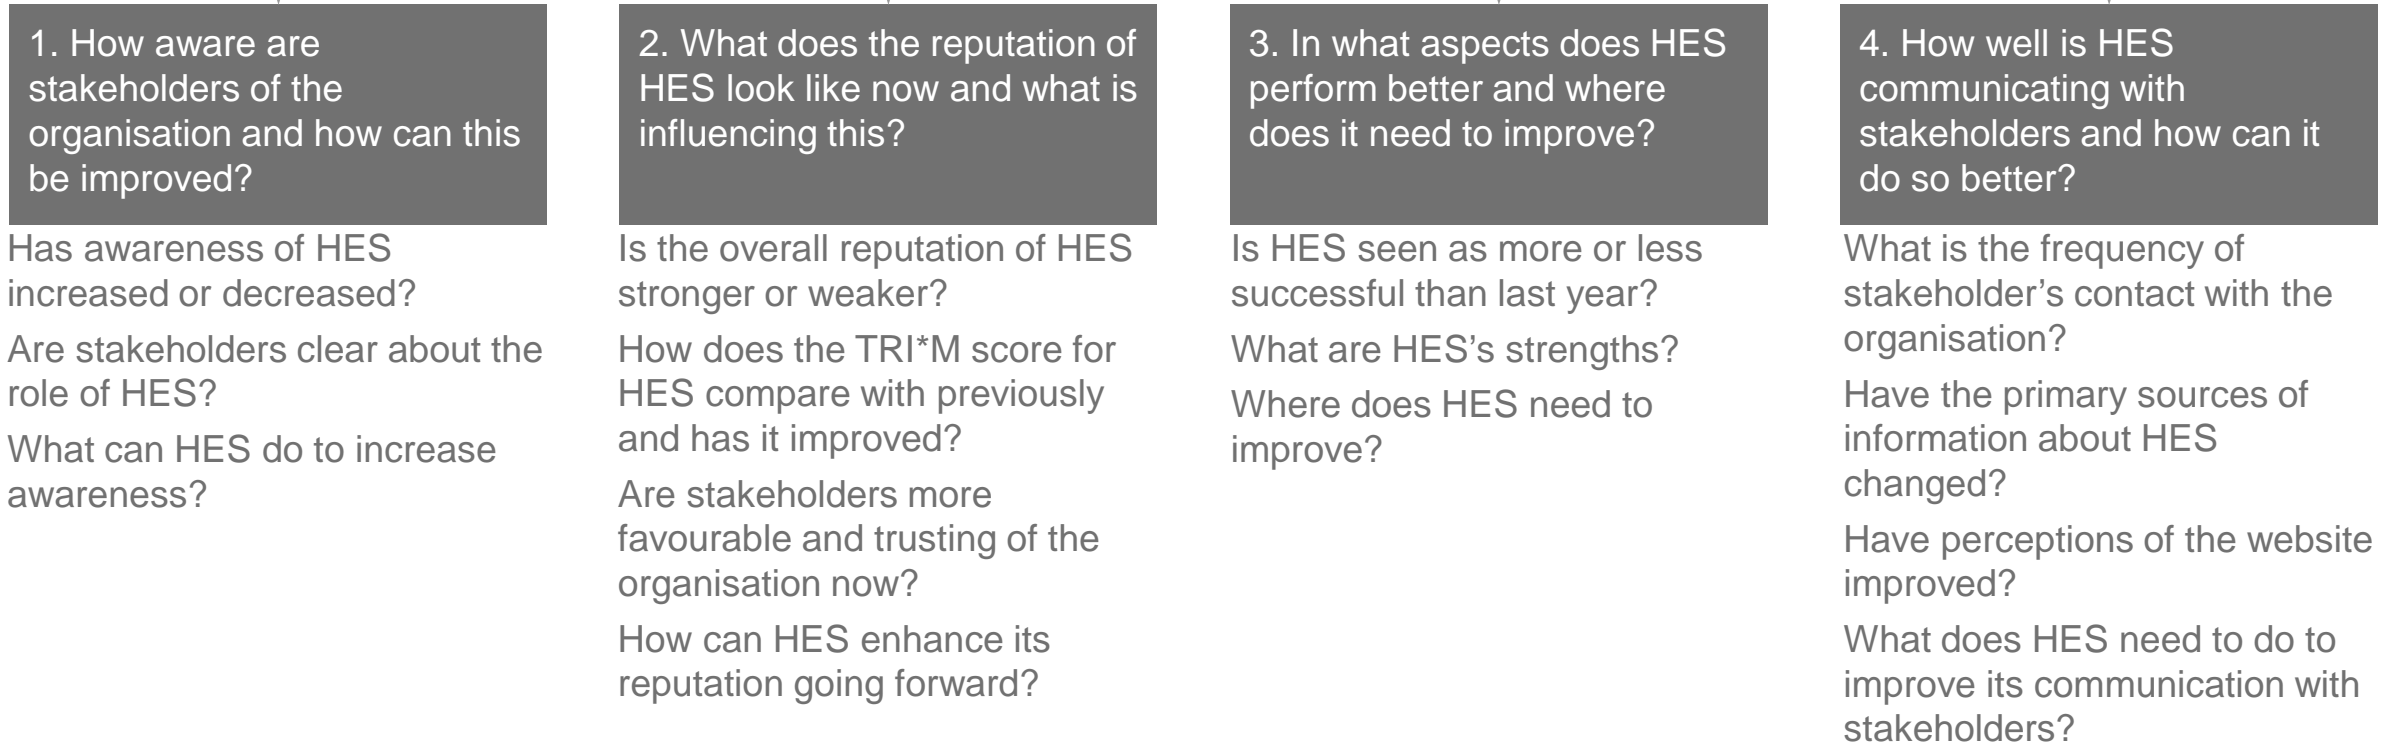 1. How aware are
stakeholders of the
organisation and how can this
be improved?
Has awareness of HES
increased or decreased?
Are stakeholders clear about the
role of HES?
What can HES do to increase
awareness?
2. What does the reputation of
HES look like now and what is
influencing this?
Is the overall reputation of HES
stronger or weaker?
How does the TRI*M score for
HES compare with previously
and has it improved?
Are stakeholders more
favourable and trusting of the
organisation now?
How can HES enhance its
reputation going forward?
3. In what aspects does HES
perform better and where
does it need to improve?
Is HES seen as more or less
successful than last year?
What are HES’s strengths?
Where does HES need to
improve?
4. How well is HES
communicating with
stakeholders and how can it
do so better?
What is the frequency of
stakeholder’s contact with the
organisation?
Have the primary sources of
information about HES
changed?
Have perceptions of the website
improved?
What does HES need to do to
improve its communication with
stakeholders?